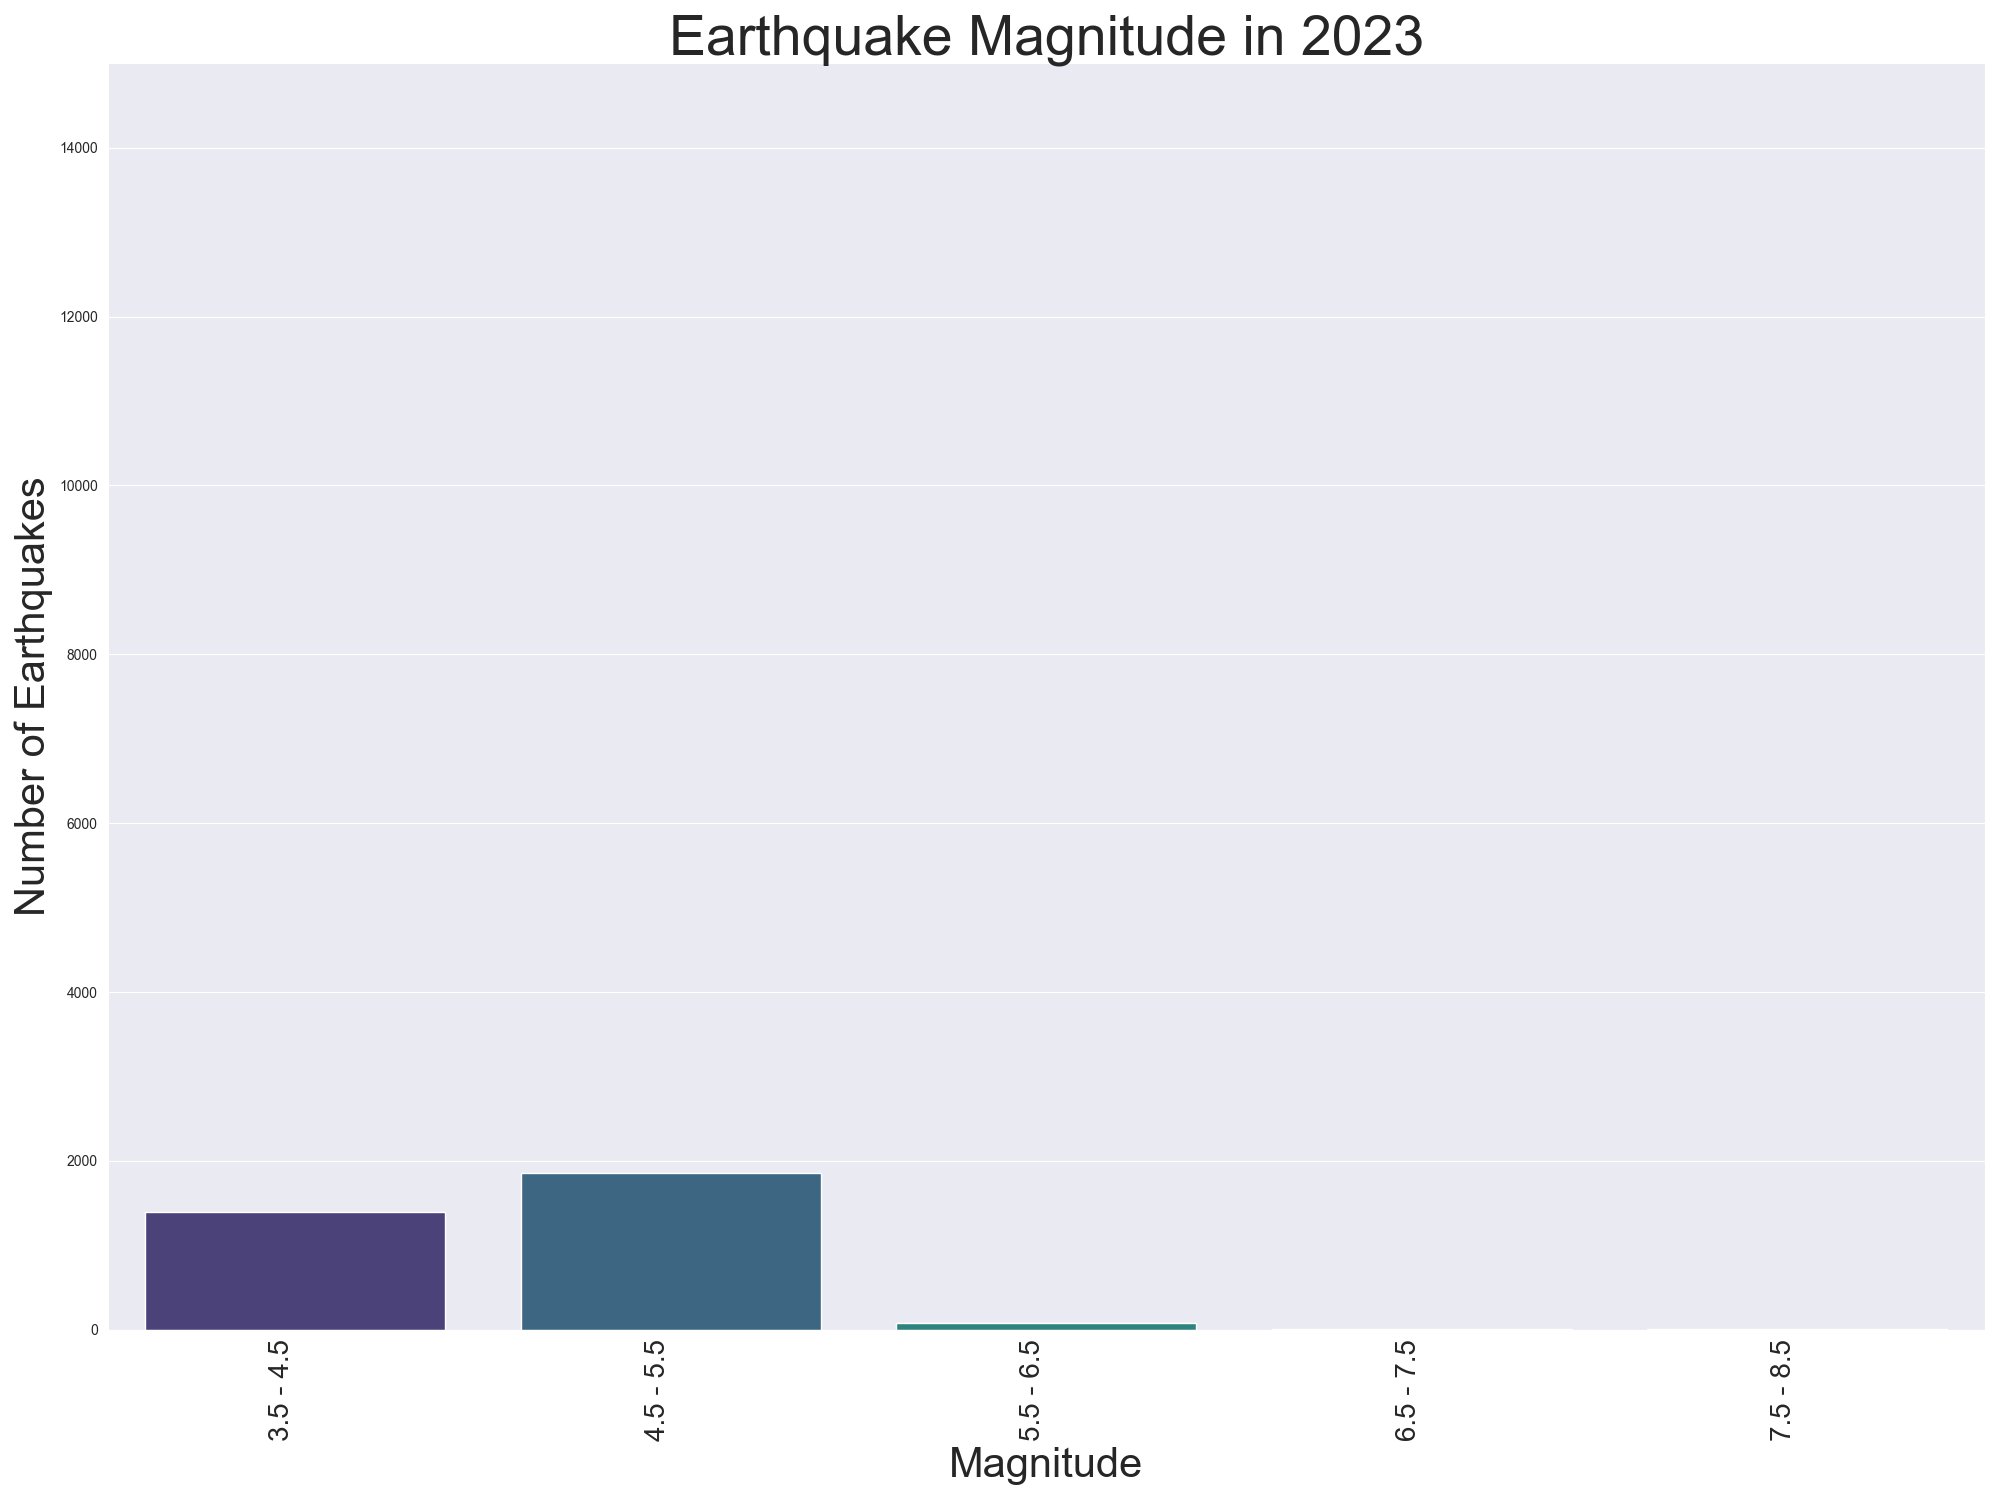 Earthquake Magnitude in 2023
Number of Earthquakes
14000
12000
10000
8000
6000
4000
2000
0
3.5 - 4.5
4.5 - 5.5
5.5 - 6.5
6.5 - 7.5
7.5 - 8.5
Magnitude